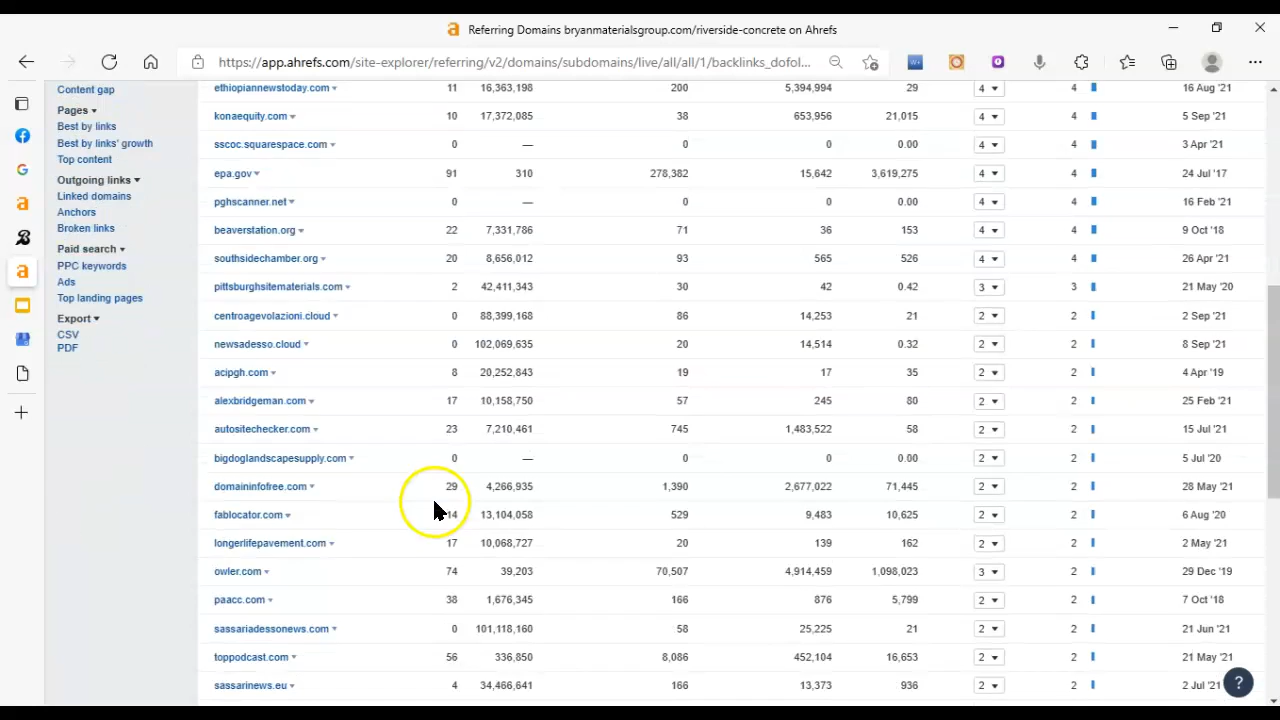 Referring Domains bryanmaterialsgroup.com/riverside-concrete on Ahrefs
https://app.ahrefs.com/site-explorer/referring/v2/domains/subdomains/live/all/all/1/backlinks_dofol...
Content gap
Pages
Best by links
Best by links' growth
Top content
Outgoing links
Linked domains
Anchors
Broken links
Paid search
PPC keywords
Ads
Top landing pages
Export
CSV
PDF
ethiopiannewstoday.com 11 16,363,198 200 5,394,994 29 4 4 16 Aug '21
konaequity.com 10 17,372,085 38 653,956 21,015 4 4 5 Sep '21
sscoc.squarespace.com 0 — 0 0 0.00 4 4 3 Apr '21
epa.gov 91 310 278,382 15,642 3,619,275 4 4 24 Jul '17
pghscanner.net 0 — 0 0 0.00 4 4 16 Feb '21
beaverstation.org 22 7,331,786 71 36 153 4 4 9 Oct '18
southsidechamber.org 20 8,656,012 93 565 526 4 4 26 Apr '21
pittsburghsitematerials.com 2 42,411,343 30 42 0.42 3 3 21 May '20
centroagevolazioni.cloud 0 88,399,168 86 14,253 21 2 2 2 Sep '21
newsadesso.cloud 0 102,069,635 20 14,514 0.32 2 2 8 Sep '21
acipgh.com 8 20,252,843 19 17 35 2 2 4 Apr '19
alexbridgeman.com 17 10,158,750 57 245 80 2 2 25 Feb '21
autositechecker.com 23 7,210,461 745 1,483,522 58 2 2 15 Jul '21
bigdoglandscapesupply.com 0 — 0 0 0.00 2 2 5 Jul '20
domaininfofree.com 29 4,266,935 1,390 2,677,022 71,445 2 2 28 May '21
fablocator.com 14 13,104,058 529 9,483 10,625 2 2 6 Aug '20
longerlifepavement.com 17 10,068,727 20 139 162 2 2 2 May '21
owler.com 74 39,203 70,507 4,914,459 1,098,023 3 2 29 Dec '19
paacc.com 38 1,676,345 166 876 5,799 2 2 7 Oct '18
sassariadessonews.com 0 101,118,160 58 25,225 21 2 2 21 Jun '21
toppodcast.com 56 336,850 8,086 452,104 16,653 2 2 21 May '21
sassarinews.eu 4 34,466,641 166 13,373 936 2 2 2 Jul '21